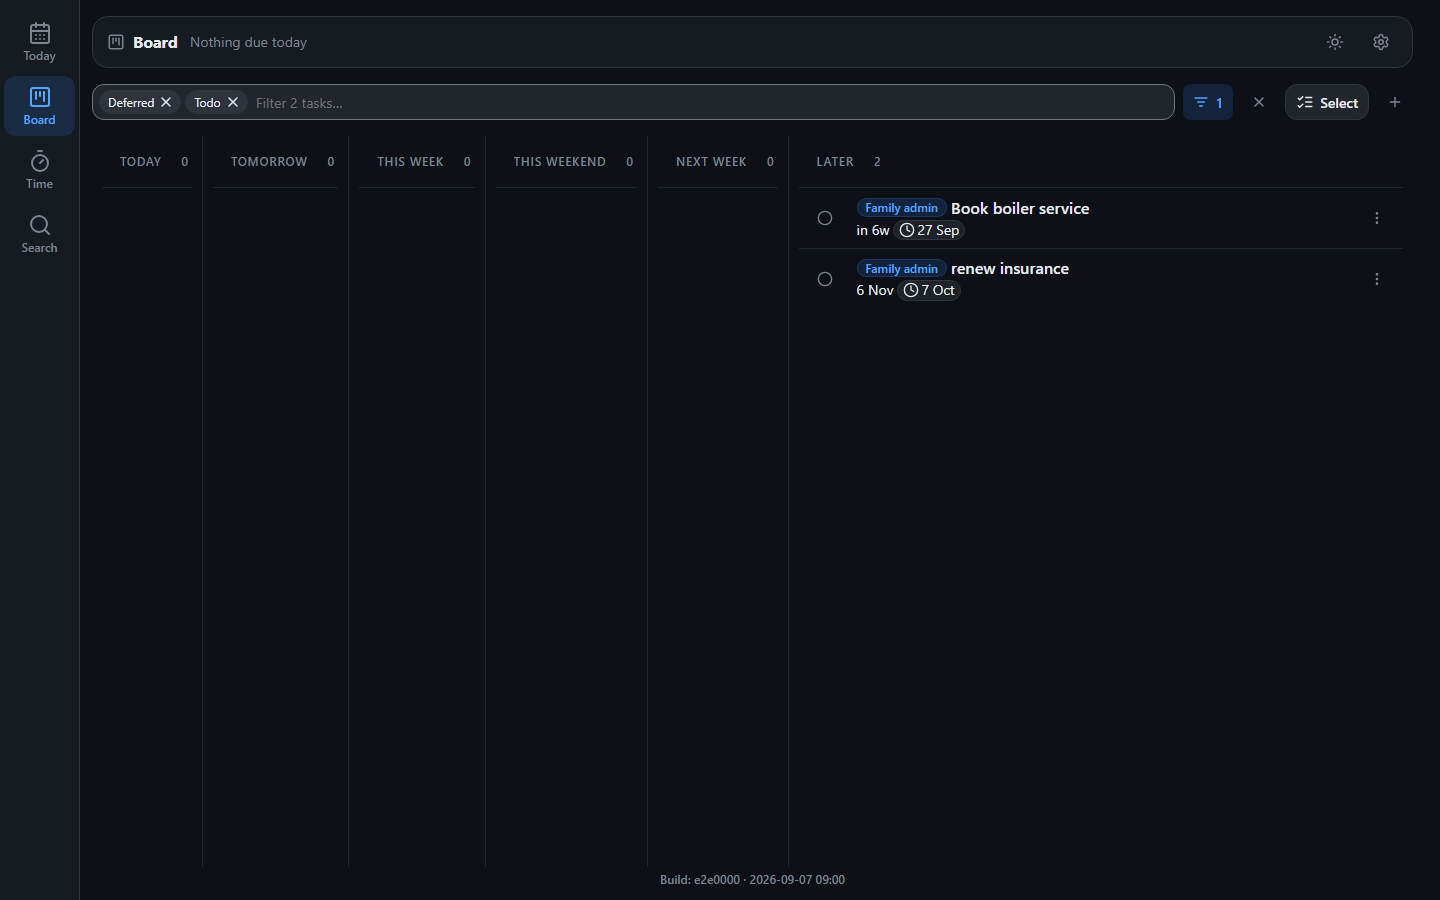 Today
Board
Time
Search
Board Nothing due today
Deferred Todo Filter 2 tasks... 1 Select
TODAY 0 TOMORROW 0 THIS WEEK 0 THIS WEEKEND 0 NEXT WEEK 0 LATER 2
Family admin Book boiler service
in 6w 27 Sep
Family admin renew insurance
6 Nov 7 Oct
Build: e2e0000 · 2026-09-07 09:00